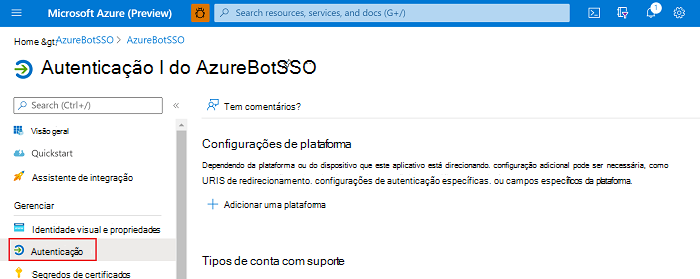 Microsoft Azure (Preview)
Search resources, services, and docs (G+/)
1
Home &gt; AzureBotSSO > AzureBotSSO
Autenticação I do AzureBotSSO
Search (Ctrl+/)
«
Tem comentários?
Visão geral
Quickstart
Assistente de integração
Gerenciar
Identidade visual e propriedades
Autenticação
Segredos de certificados
Configurações de plataforma
Dependendo da plataforma ou do dispositivo que este aplicativo está direcionando. configuração adicional pode ser necessária, como
URIS de redirecionamento. configurações de autenticação específicas. ou campos específicos da plataforma.
+ Adicionar uma plataforma
Tipos de conta com suporte